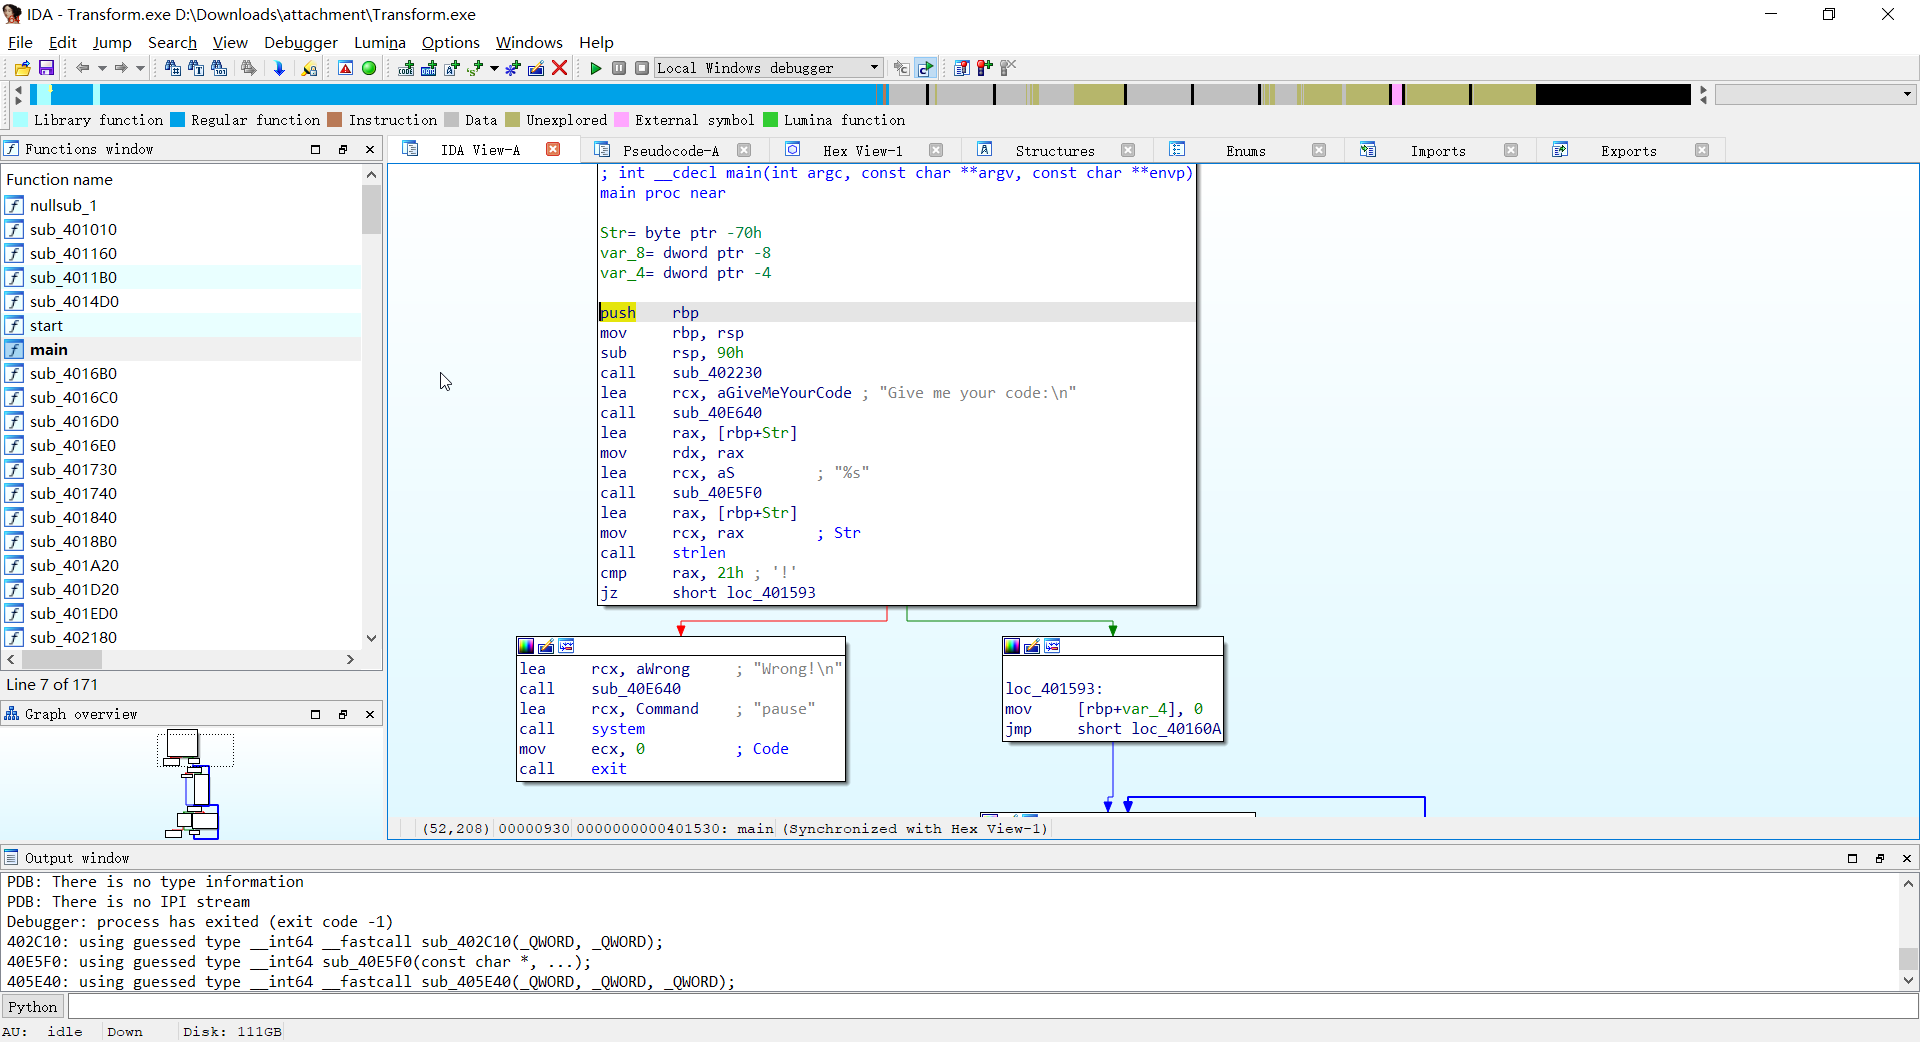 IDA - Transform.exe D:\Downloads\attachment\Transform.exe
File Edit Jump Search View Debugger Lumina Options Windows Help
Local Windows debugger
Library function Regular function Instruction Data Unexplored External symbol Lumina function
Functions window
IDA View-A Pseudocode-A Hex View-1 Structures Enums Imports Exports
Function name
nullsub_1
sub_401010
sub_401160
sub_4011B0
sub_4014D0
start
main
sub_4016B0
sub_4016C0
sub_4016D0
sub_4016E0
sub_401730
sub_401740
sub_401840
sub_4018B0
sub_401A20
sub_401D20
sub_401ED0
sub_402180
Line 7 of 171
Graph overview
; int __cdecl main(int argc, const char **argv, const char **envp)
main proc near
Str= byte ptr -70h
var_8= dword ptr -8
var_4= dword ptr -4
push rbp
mov rbp, rsp
sub rsp, 90h
call sub_402230
lea rcx, aGiveMeYourCode ; "Give me your code:\n"
call sub_40E640
lea rax, [rbp+Str]
mov rdx, rax
lea rcx, aS ; "%s"
call sub_40E5F0
lea rax, [rbp+Str]
mov rcx, rax ; Str
call strlen
cmp rax, 21h ; '!'
jz short loc_401593
lea rcx, aWrong ; "Wrong!\n"
call sub_40E640
lea rcx, Command ; "pause"
call system
mov ecx, 0 ; Code
call exit
loc_401593:
mov [rbp+var_4], 0
jmp short loc_40160A
(52,208) 00000930 0000000000401530: main (Synchronized with Hex View-1)
Output window
PDB: There is no type information
PDB: There is no IPI stream
Debugger: process has exited (exit code -1)
402C10: using guessed type __int64 __fastcall sub_402C10(_QWORD, _QWORD);
40E5F0: using guessed type __int64 sub_40E5F0(const char *, ...);
405E40: using guessed type __int64 __fastcall sub_405E40(_QWORD, _QWORD, _QWORD);
Python
AU: idle Down Disk: 111GB